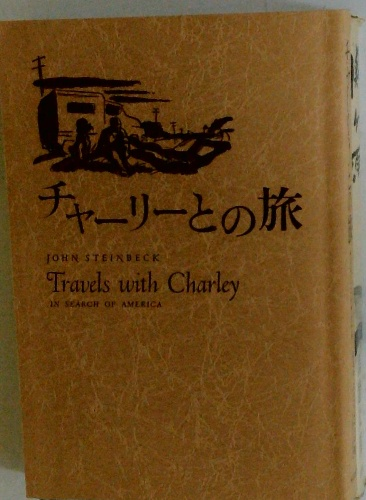 チャーリーとの旅
JOHN STEINBECK
Travels with Charley
IN SEARCH OF AMERICA